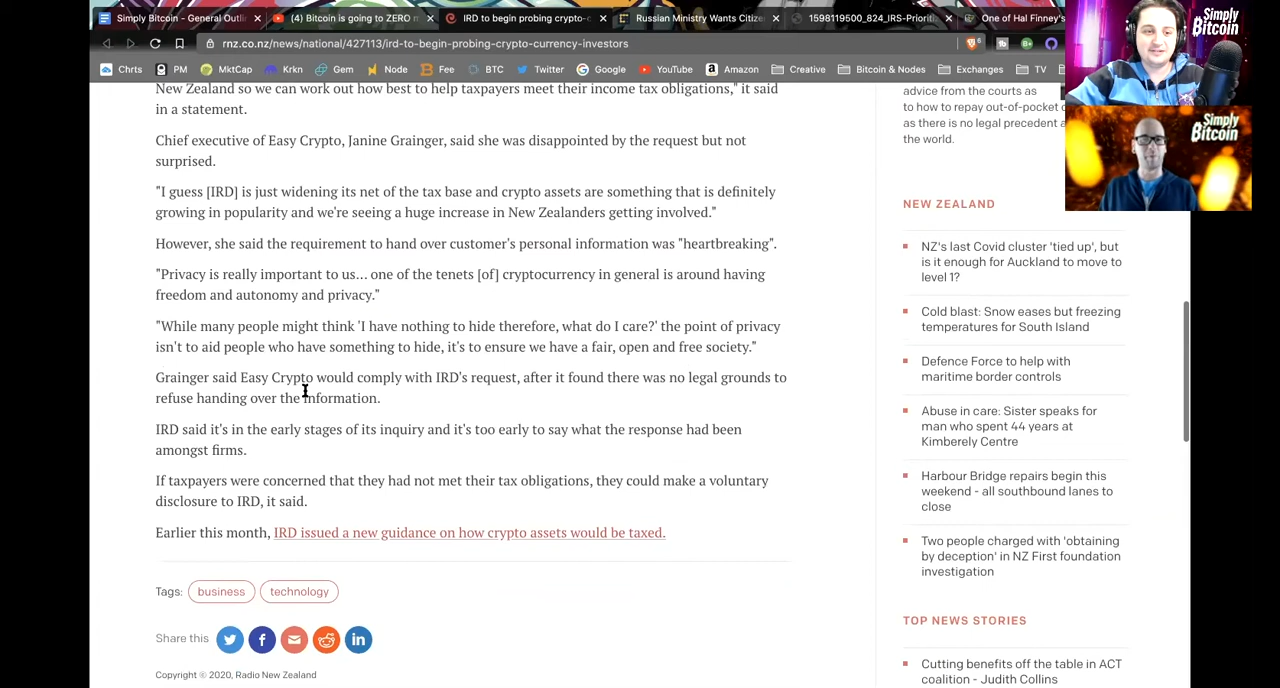 Simply Bitcoin - General Outli
(4) Bitcoin is going to ZERO
IRD to begin probing crypto-c
Russian Ministry Wants Citize
1598119500_824_IRS-Prioriti
One of Hal Finney's
rnz.co.nz/news/national/427113/ird-to-begin-probing-crypto-currency-investors
Chrts
PM
MktCap
Krkn
Gem
Node
Fee
BTC
Twitter
Google
YouTube
Amazon
Creative
Bitcoin & Nodes
Exchanges
TV
Simply
Bitcoin
Simply
Bitcoin
New Zealand so we can work out how best to help taxpayers meet their income tax obligations," it said
in a statement.
Chief executive of Easy Crypto, Janine Grainger, said she was disappointed by the request but not
surprised.
"I guess [IRD] is just widening its net of the tax base and crypto assets are something that is definitely
growing in popularity and we're seeing a huge increase in New Zealanders getting involved."
However, she said the requirement to hand over customer's personal information was "heartbreaking".
"Privacy is really important to us... one of the tenets [of] cryptocurrency in general is around having
freedom and autonomy and privacy."
"While many people might think 'I have nothing to hide therefore, what do I care?' the point of privacy
isn't to aid people who have something to hide, it's to ensure we have a fair, open and free society."
Grainger said Easy Crypto would comply with IRD's request, after it found there was no legal grounds to
refuse handing over the information.
IRD said it's in the early stages of its inquiry and it's too early to say what the response had been
amongst firms.
If taxpayers were concerned that they had not met their tax obligations, they could make a voluntary
disclosure to IRD, it said.
Earlier this month, IRD issued a new guidance on how crypto assets would be taxed.
Tags:
business
technology
Share this
Copyright © 2020, Radio New Zealand
advice from the courts as
to how to repay out-of-pocket
as there is no legal precedent
the world.
NEW ZEALAND
NZ's last Covid cluster 'tied up', but
is it enough for Auckland to move to
level 1?
Cold blast: Snow eases but freezing
temperatures for South Island
Defence Force to help with
maritime border controls
Abuse in care: Sister speaks for
man who spent 44 years at
Kimberely Centre
Harbour Bridge repairs begin this
weekend - all southbound lanes to
close
Two people charged with 'obtaining
by deception' in NZ First foundation
investigation
TOP NEWS STORIES
Cutting benefits off the table in ACT
coalition - Judith Collins